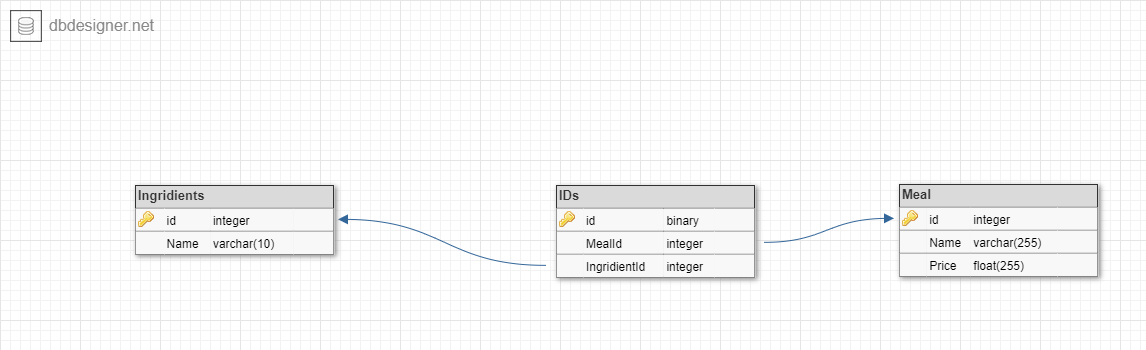 dbdesigner.net
Ingridients
id integer
Name varchar(10)
IDs
id binary
MealId integer
IngridientId integer
Meal
id integer
Name varchar(255)
Price float(255)